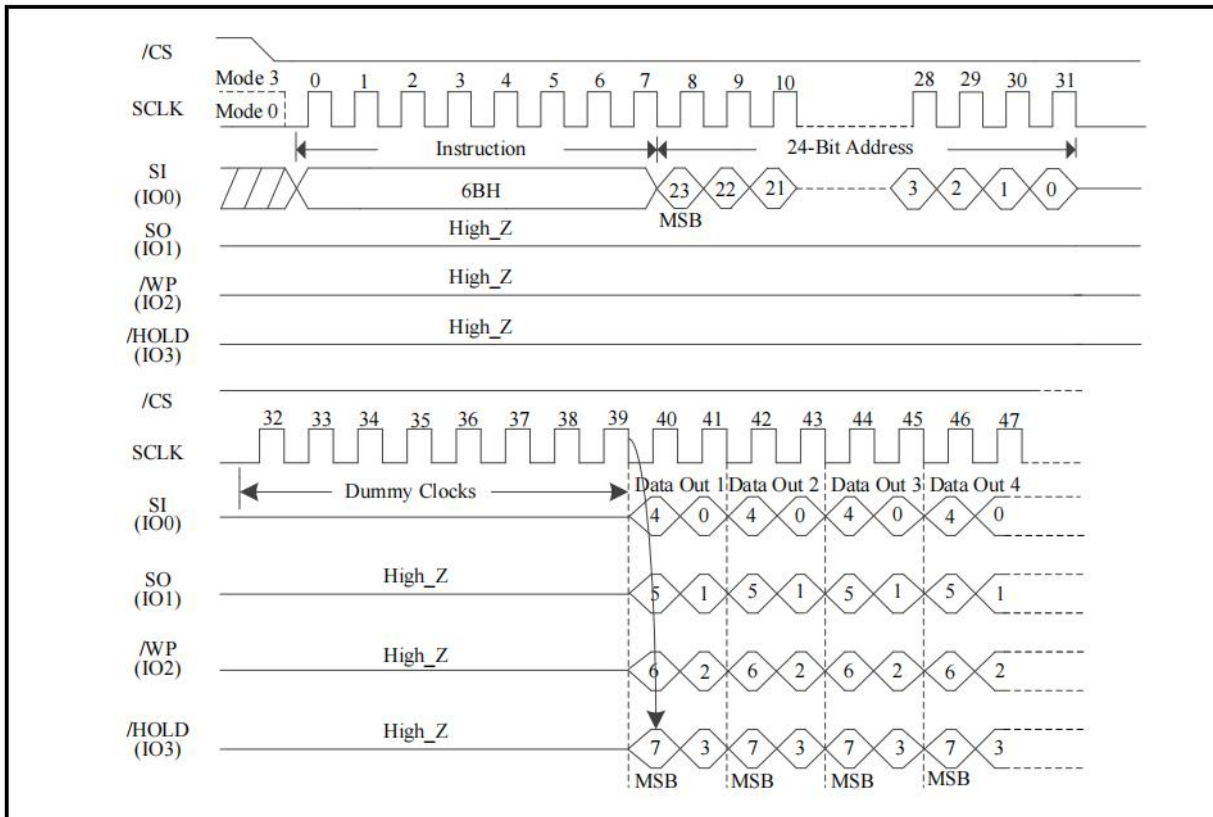 /CS
Mode 3 0 1 2 3 4 5 6 7 8 9 10 28 29 30 31
SCLK Mode 0
Instruction 24-Bit Address
SI
(IO0) 6BH 23 22 21 3 2 1 0
MSB
SO
(IO1) High_Z
/WP
(IO2) High_Z
/HOLD
(IO3) High_Z
/CS
32 33 34 35 36 37 38 39 40 41 42 43 44 45 46 47
SCLK
Dummy Clocks Data Out 1 Data Out 2 Data Out 3 Data Out 4
SI
(IO0) 4 0 4 0 4 0 4 0
SO
(IO1) High_Z 5 1 5 1 5 1 5 1
/WP
(IO2) High_Z 6 2 6 2 6 2 6 2
/HOLD
(IO3) High_Z 7 3 7 3 7 3 7 3
MSB MSB MSB MSB